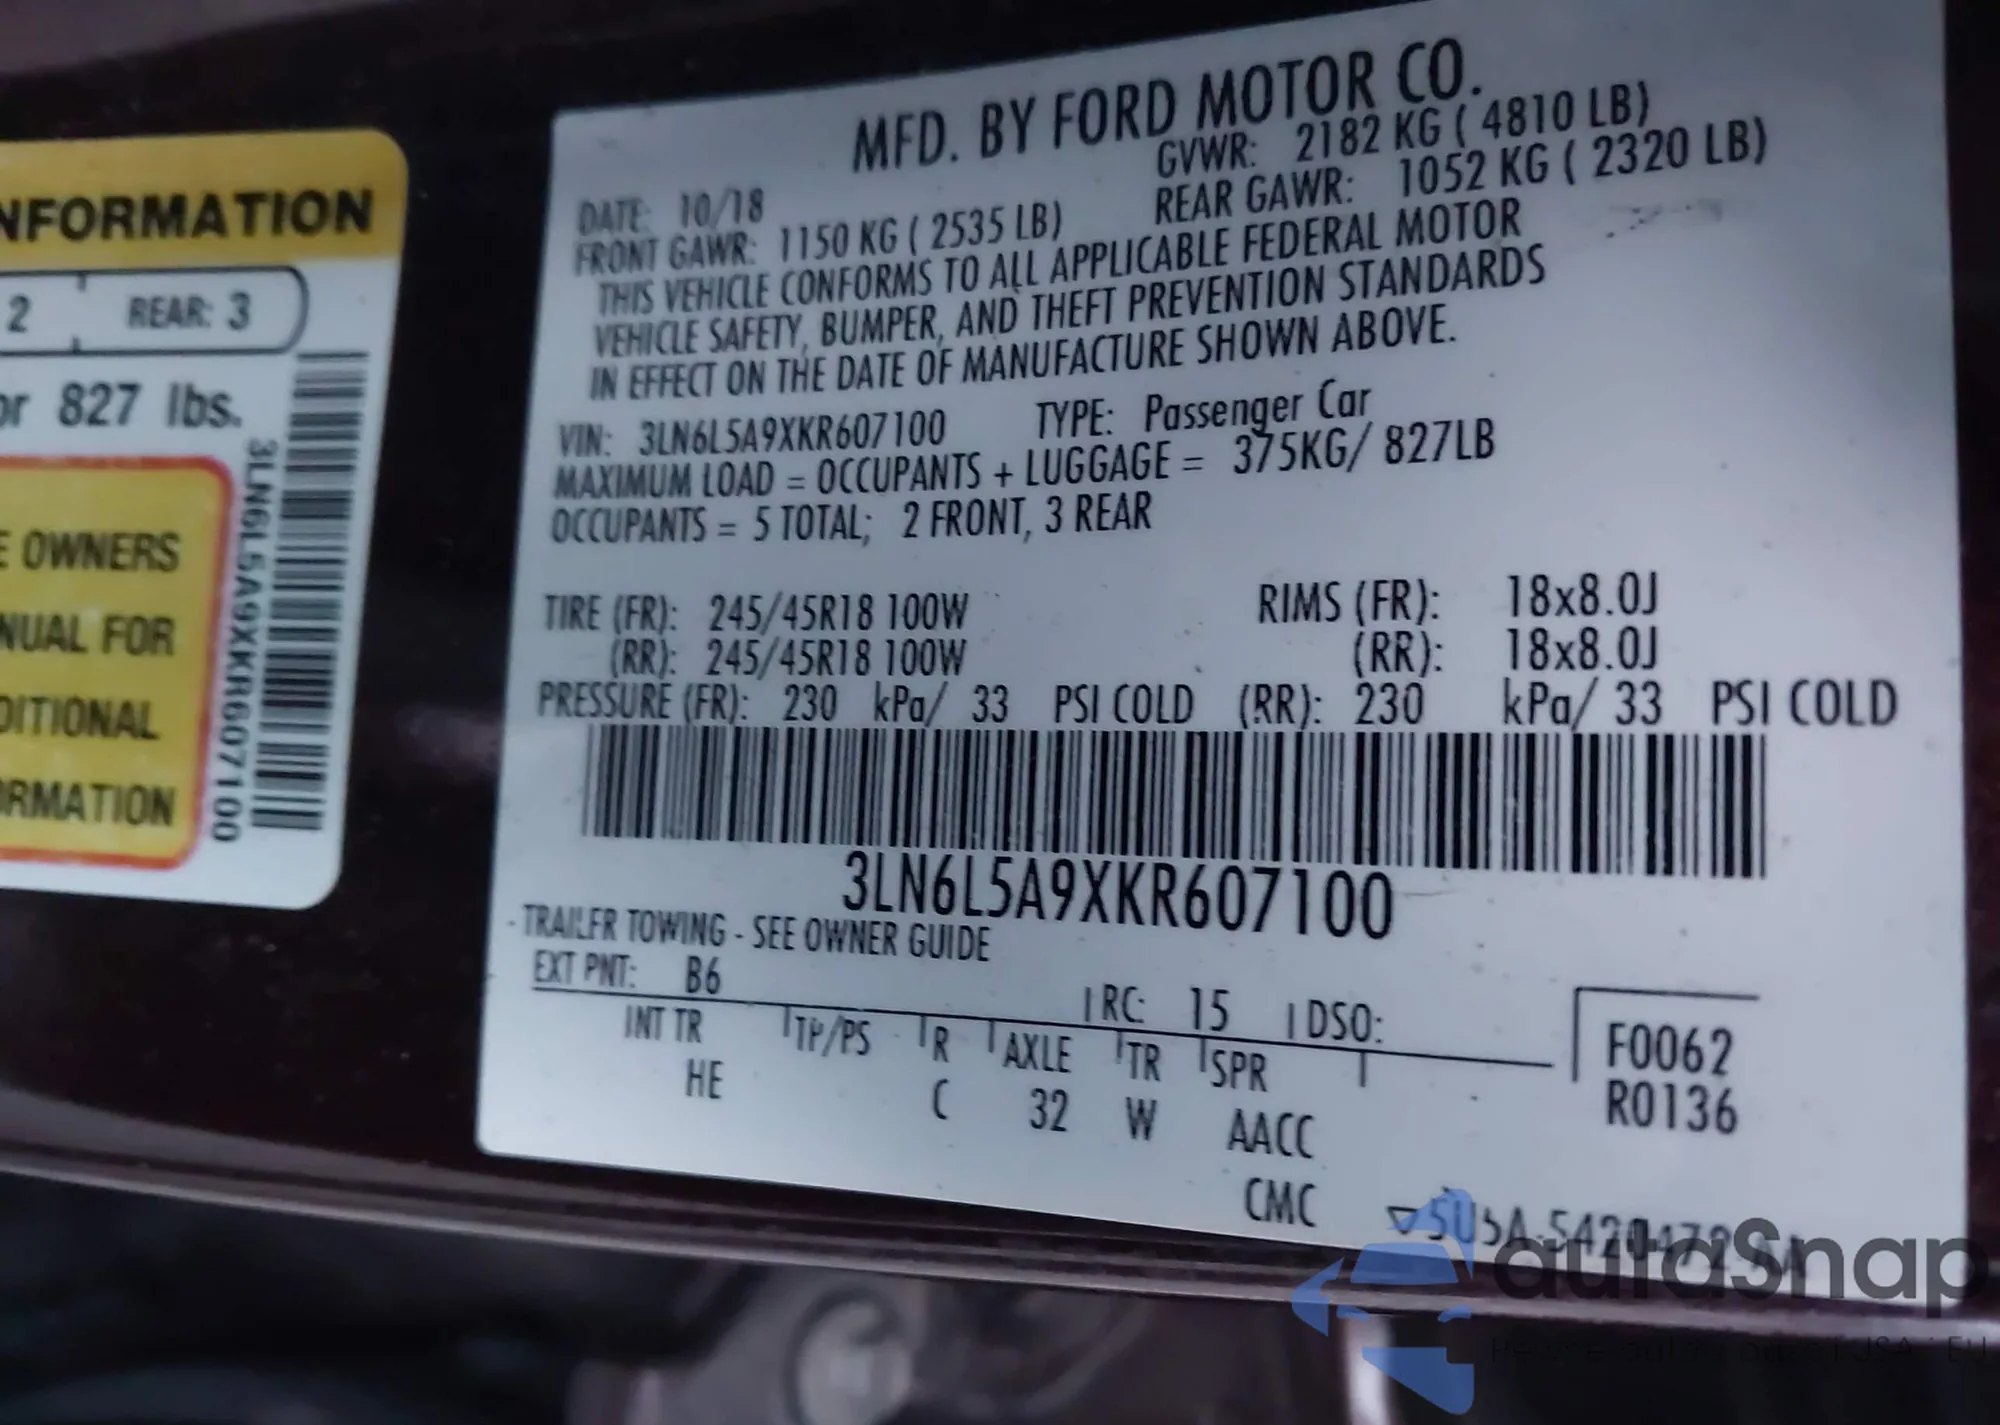 NFORMATION
2 REAR: 3
or 827 lbs.
E OWNERS
NUAL FOR
DITIONAL
ORMATION
3LN6L5A9XKR607100
MFD. BY FORD MOTOR CO.
DATE: 10/18 GVWR: 2182 KG ( 4810 LB)
FRONT GAWR: 1150 KG ( 2535 LB) REAR GAWR: 1052 KG ( 2320 LB)
THIS VEHICLE CONFORMS TO ALL APPLICABLE FEDERAL MOTOR
VEHICLE SAFETY, BUMPER, AND THEFT PREVENTION STANDARDS
IN EFFECT ON THE DATE OF MANUFACTURE SHOWN ABOVE.
VIN: 3LN6L5A9XKR607100 TYPE: Passenger Car
MAXIMUM LOAD = OCCUPANTS + LUGGAGE = 375KG/ 827LB
OCCUPANTS = 5 TOTAL; 2 FRONT, 3 REAR
TIRE (FR): 245/45R18 100W RIMS (FR): 18x8.0J
(RR): 245/45R18 100W (RR): 18x8.0J
PRESSURE (FR): 230 kPa/ 33 PSI COLD (RR): 230 kPa/ 33 PSI COLD
3LN6L5A9XKR607100
- TRAILER TOWING - SEE OWNER GUIDE
EXT PNT: B6 RC: 15 DSO:
INT TR TP/PS R AXLE TR SPR
HE C 32 W AACC
CMC
F0062
R0136
autaSnap